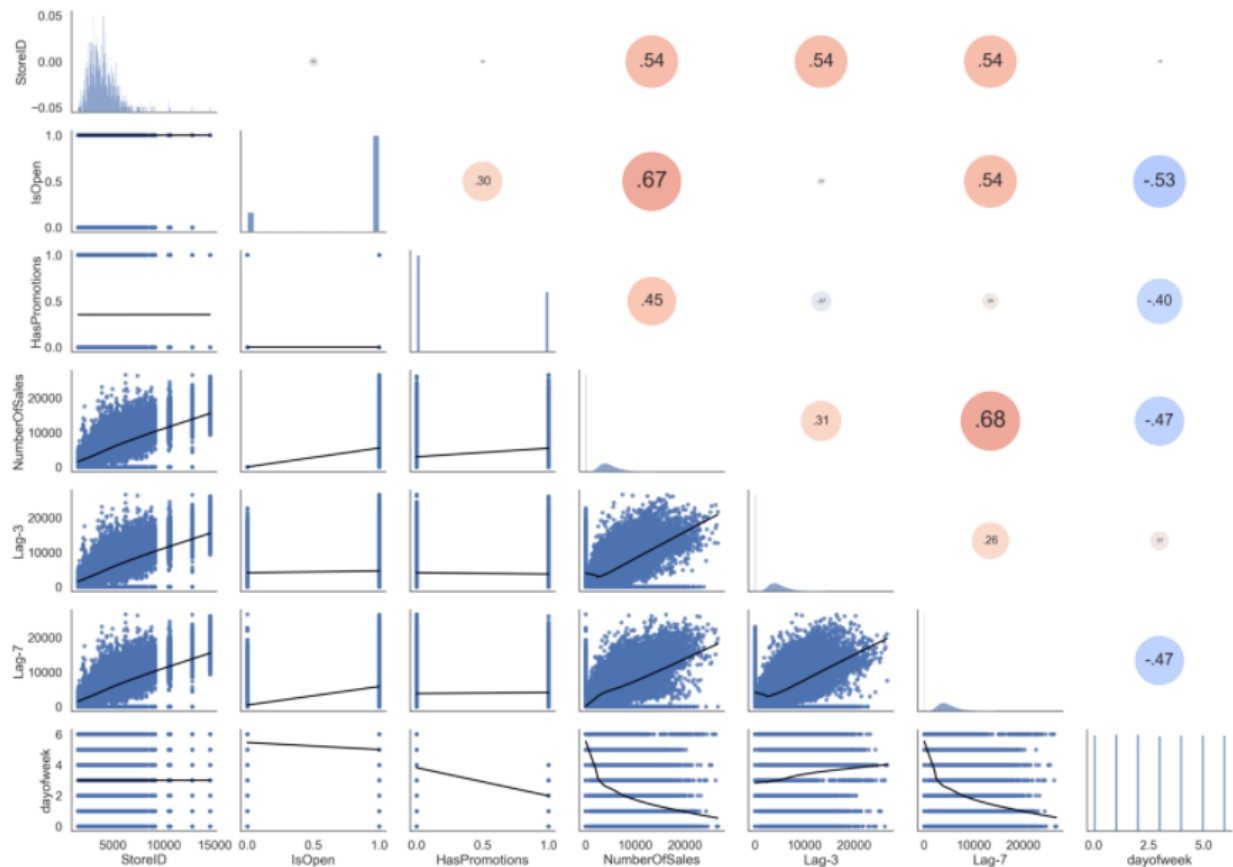 0.05
0.00
−0.05
StoreID
.54
.54
.54
1.0
0.5
0.0
IsOpen
.30
.67
.54
-.53
1.0
0.5
0.0
HasPromotions
.45
-.40
20000
10000
0
NumberOfSales
.31
.68
-.47
20000
10000
0
Lag-3
.26
20000
10000
0
Lag-7
-.47
6
4
2
0
dayofweek
5000 10000 15000
0.0 0.5 1.0
0.0 0.5 1.0
0 10000 20000
0 10000 20000
0 10000 20000
0.0 2.5 5.0
StoreID
IsOpen
HasPromotions
NumberOfSales
Lag-3
Lag-7
dayofweek